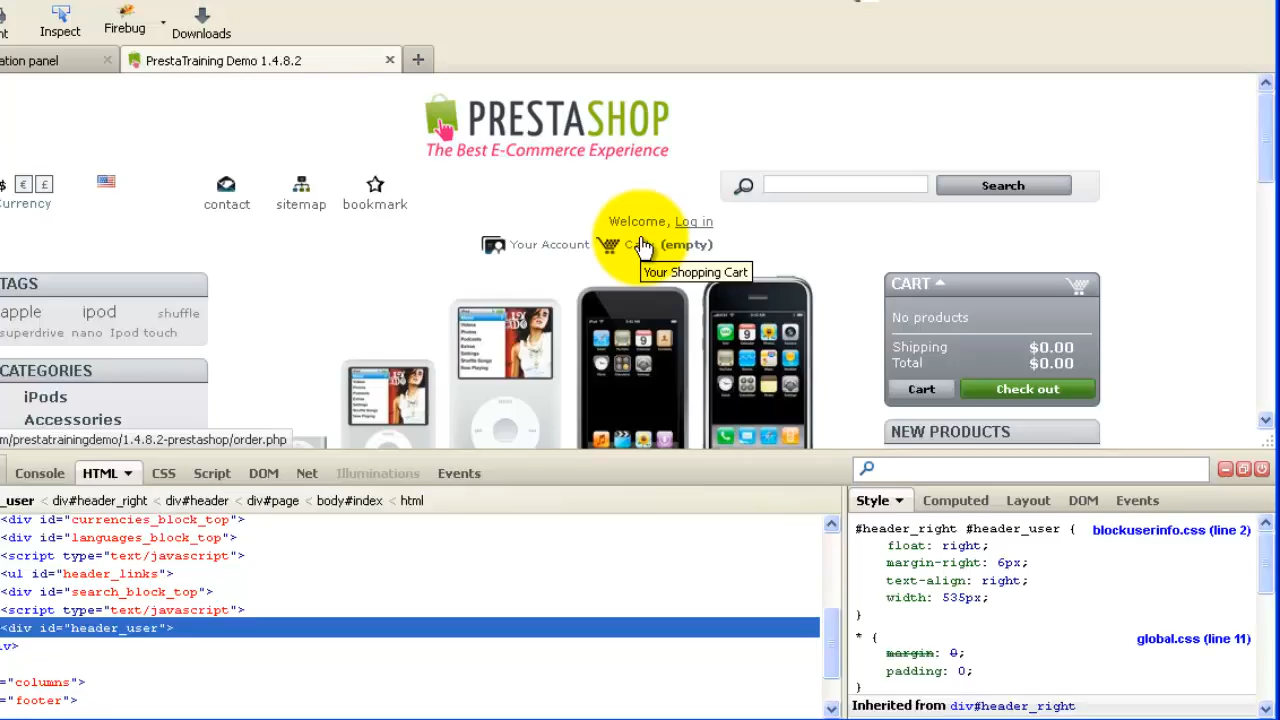 nt
Inspect
Firebug
Downloads
ation panel
PrestaTraining Demo 1.4.8.2
PRESTASHOP
The Best E-Commerce Experience
$ € £
Currency
contact
sitemap
bookmark
Search
Welcome, Log in
Your Account
(empty)
Your Shopping Cart
TAGS
apple ipod shuffle
superdrive nano Ipod touch
CATEGORIES
iPods
Accessories
CART
No products
Shipping $0.00
Total $0.00
Cart
Check out
NEW PRODUCTS
m/prestatrainingdemo/1.4.8.2-prestashop/order.php
Console HTML CSS Script DOM Net Illuminations Events
_user < div#header_right < div#header < div#page < body#index < html
<div id="currencies_block_top">
<div id="languages_block_top">
<script type="text/javascript">
<ul id="header_links">
<div id="search_block_top">
<script type="text/javascript">
<div id="header_user">
iv>
="columns">
="footer">
Style Computed Layout DOM Events
#header_right #header_user { blockuserinfo.css (line 2)
float: right;
margin-right: 6px;
text-align: right;
width: 535px;
}
* { global.css (line 11)
margin: 0;
padding: 0;
}
Inherited from div#header_right